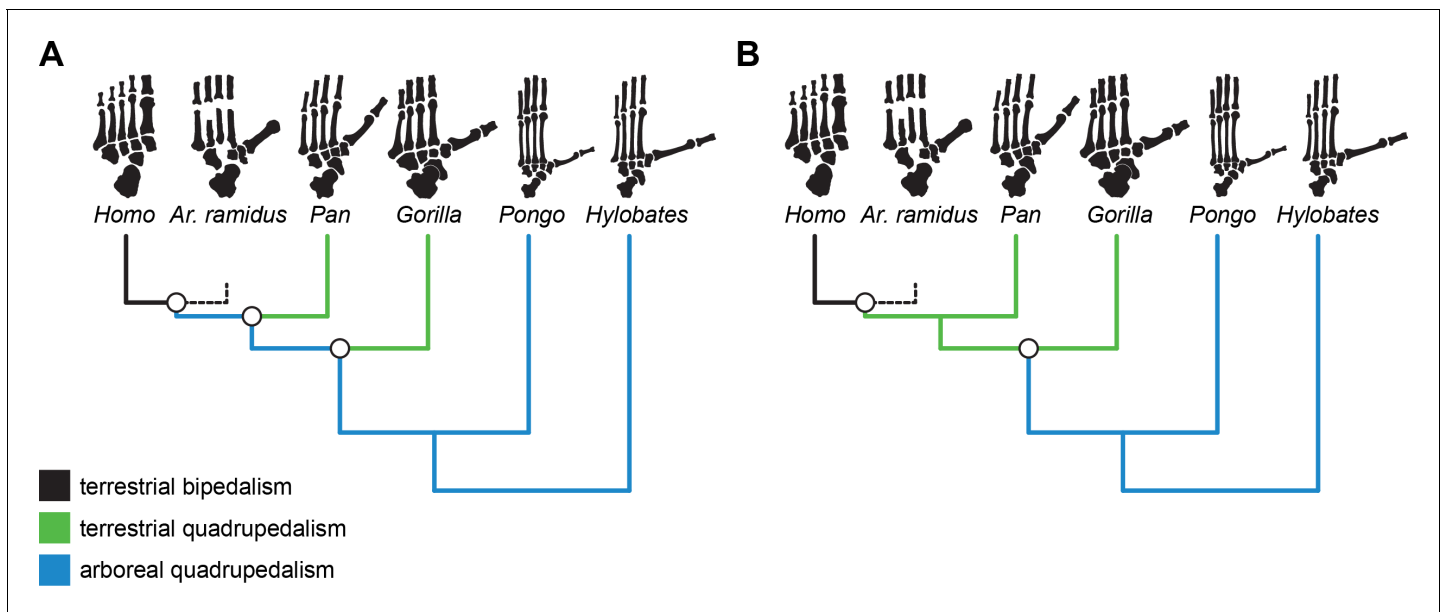 A
B
Homo Ar. ramidus Pan Gorilla Pongo Hylobates
Homo Ar. ramidus Pan Gorilla Pongo Hylobates
terrestrial bipedalism
terrestrial quadrupedalism
arboreal quadrupedalism